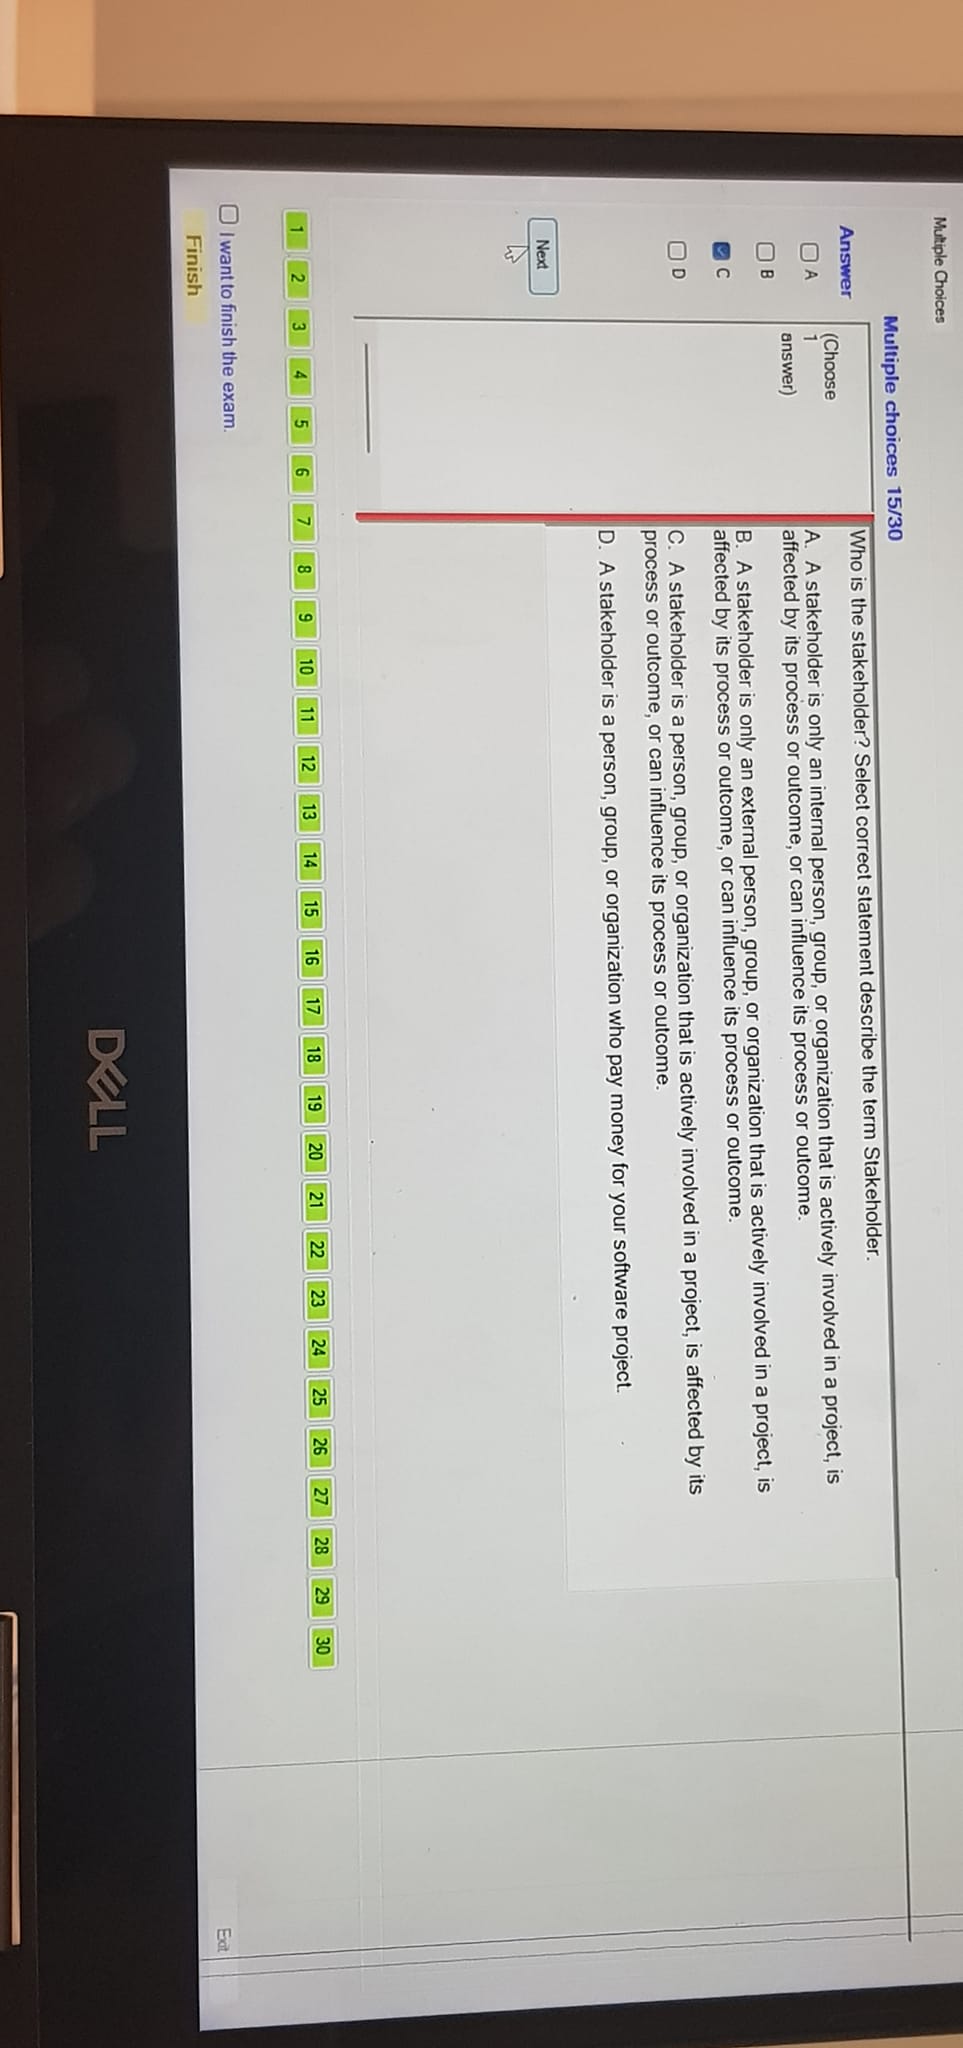 Multiple Choices
Multiple choices 15/30
Answer
A
B
C
D
(Choose
1
answer)
Next
Who is the stakeholder? Select correct statement describe the term Stakeholder.
A. A stakeholder is only an internal person, group, or organization that is actively involved in a project, is
affected by its process or outcome, or can influence its process or outcome.
B. A stakeholder is only an external person, group, or organization that is actively involved in a project, is
affected by its process or outcome, or can influence its process or outcome.
C. A stakeholder is a person, group, or organization that is actively involved in a project, is affected by its
process or outcome, or can influence its process or outcome.
D. A stakeholder is a person, group, or organization who pay money for your software project.
1 2 3 4 5 6 7 8 9 10 11 12 13 14 15 16 17 18 19 20 21 22 23 24 25 26 27 28 29 30
I want to finish the exam.
Finish
Exit
DELL